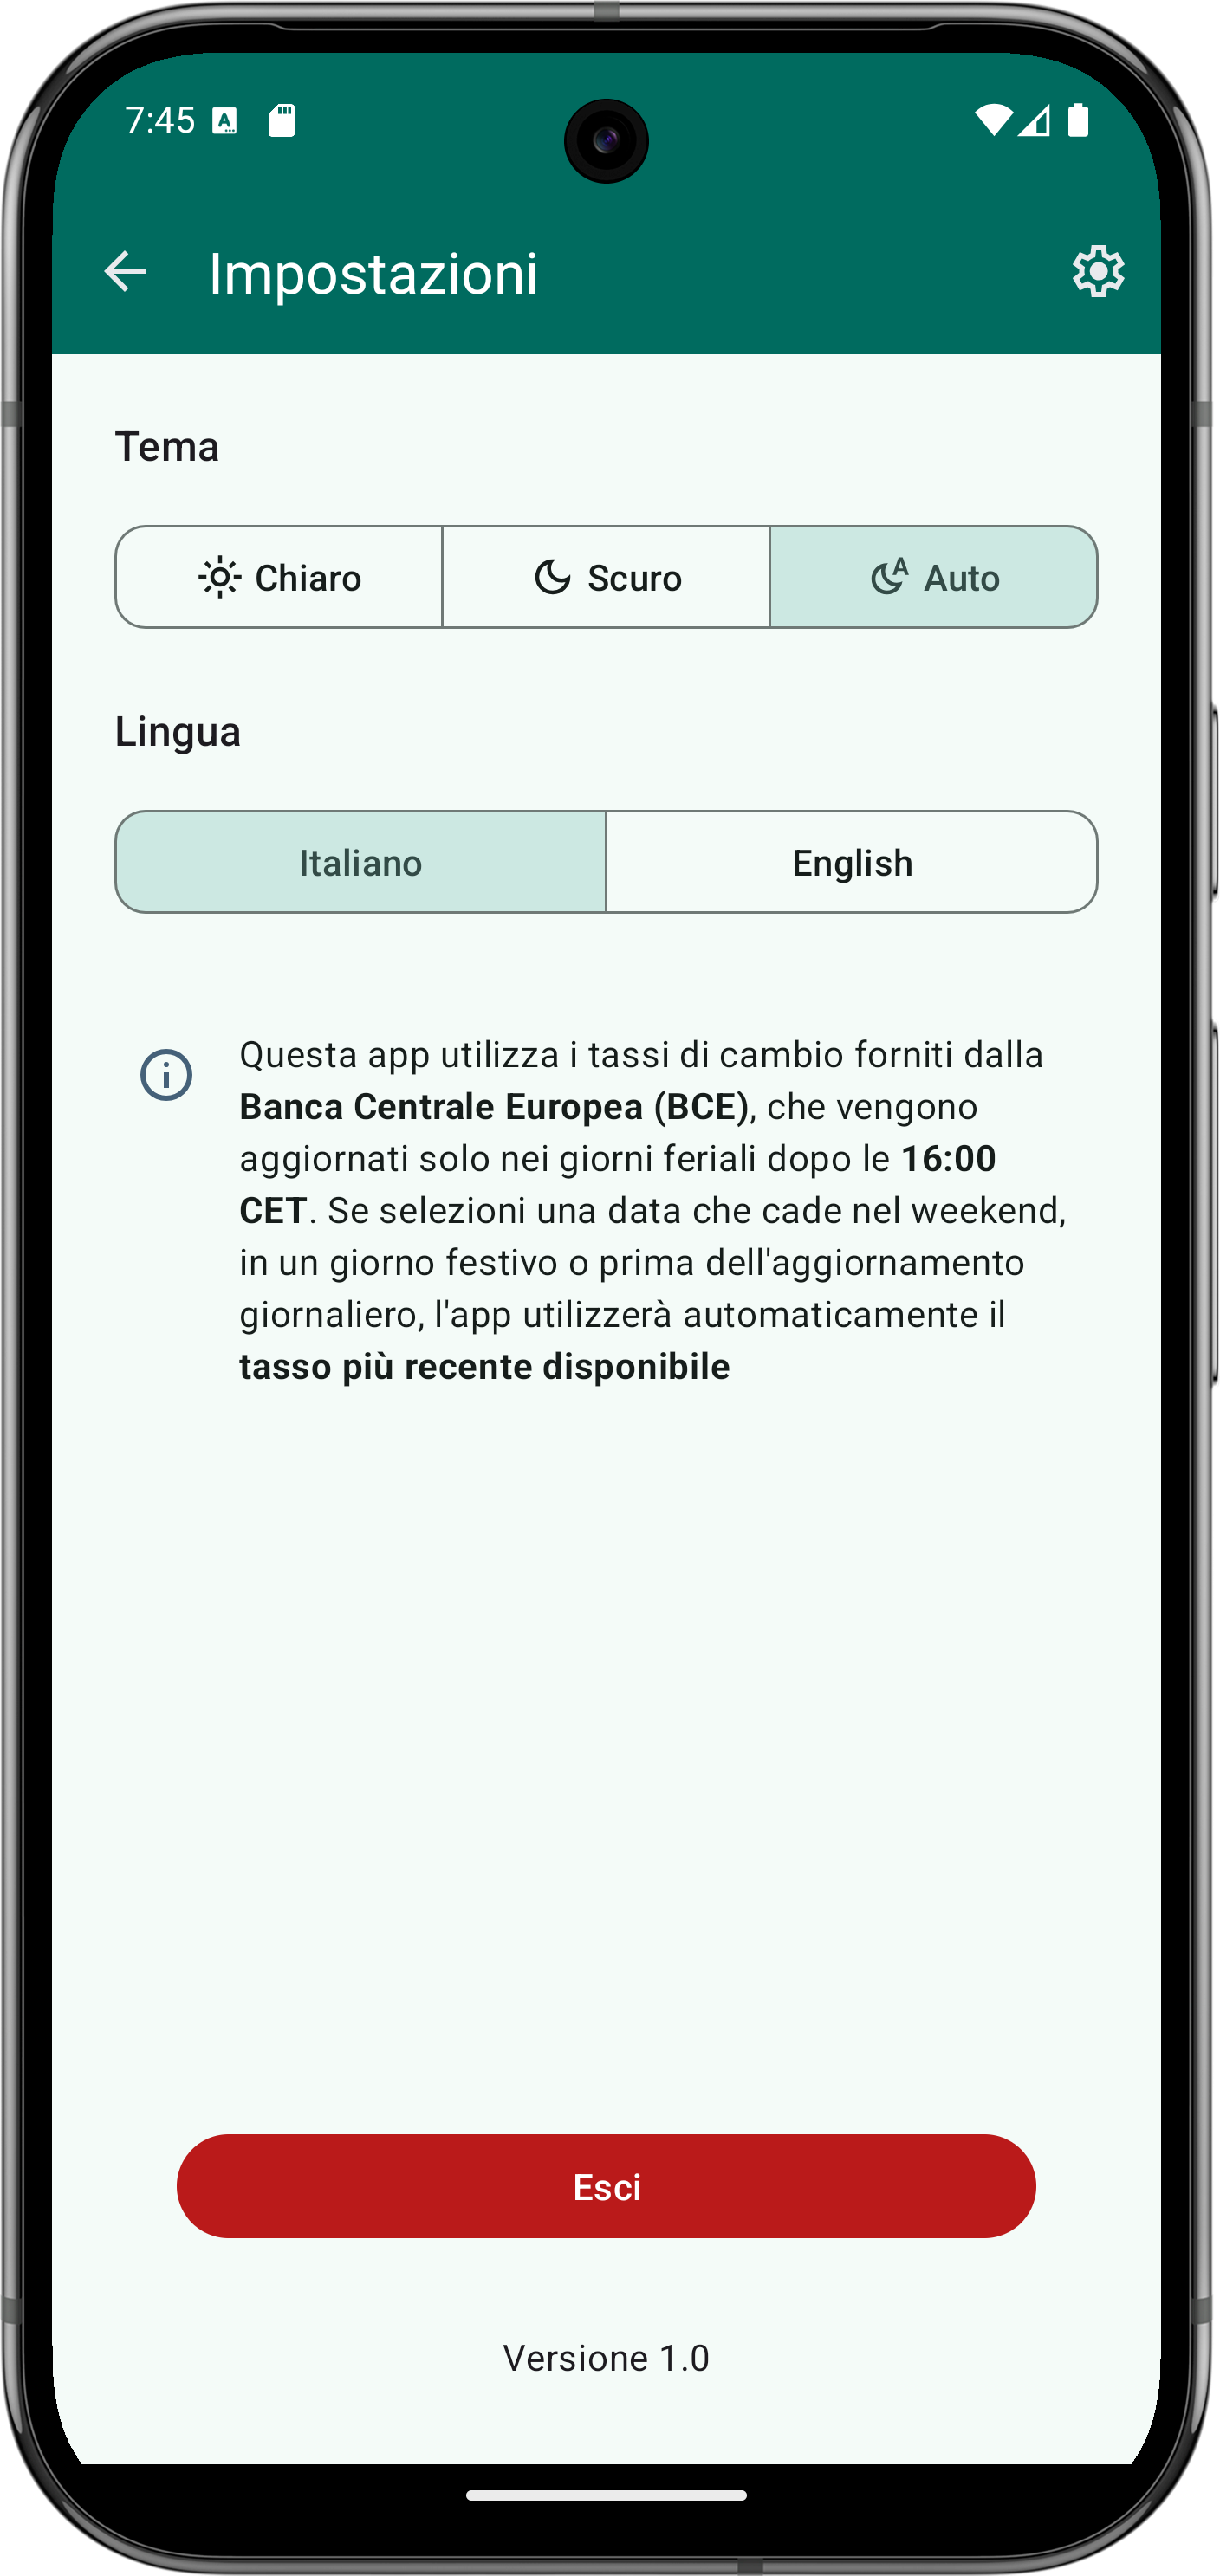 7:45
Impostazioni
Tema
Chiaro Scuro Auto
Lingua
Italiano English
Questa app utilizza i tassi di cambio forniti dalla
Banca Centrale Europea (BCE), che vengono
aggiornati solo nei giorni feriali dopo le 16:00
CET. Se selezioni una data che cade nel weekend,
in un giorno festivo o prima dell'aggiornamento
giornaliero, l'app utilizzerà automaticamente il
tasso più recente disponibile
Esci
Versione 1.0